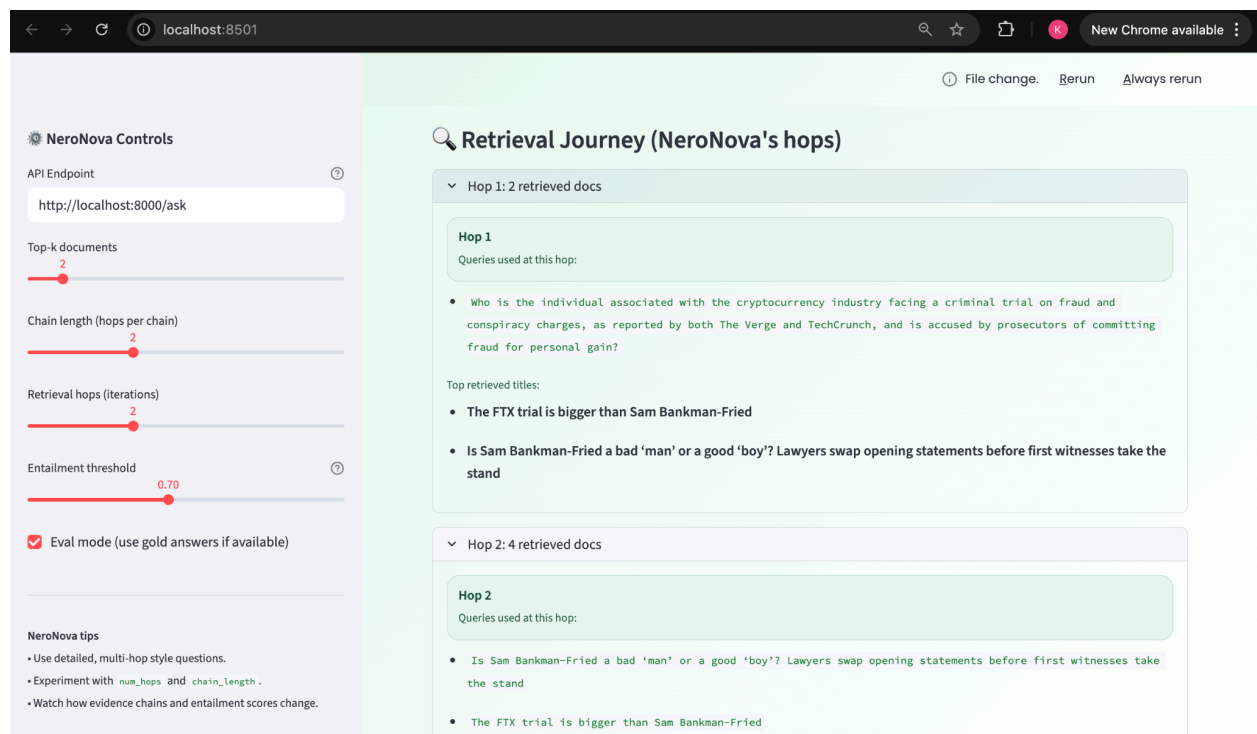 localhost:8501
K
New Chrome available
File change.
Rerun
Always rerun
NeroNova Controls
API Endpoint
http://localhost:8000/ask
Top-k documents
2
Chain length (hops per chain)
2
Retrieval hops (iterations)
2
Entailment threshold
0.70
Eval mode (use gold answers if available)
NeroNova tips
• Use detailed, multi-hop style questions.
• Experiment with num_hops and chain_length.
• Watch how evidence chains and entailment scores change.
Retrieval Journey (NeroNova's hops)
Hop 1: 2 retrieved docs
Hop 1
Queries used at this hop:
• Who is the individual associated with the cryptocurrency industry facing a criminal trial on fraud and
conspiracy charges, as reported by both The Verge and TechCrunch, and is accused by prosecutors of committing
fraud for personal gain?
Top retrieved titles:
• The FTX trial is bigger than Sam Bankman-Fried
• Is Sam Bankman-Fried a bad ‘man’ or a good ‘boy’? Lawyers swap opening statements before first witnesses take the
stand
Hop 2: 4 retrieved docs
Hop 2
Queries used at this hop:
• Is Sam Bankman-Fried a bad ‘man’ or a good ‘boy’? Lawyers swap opening statements before first witnesses take
the stand
• The FTX trial is bigger than Sam Bankman-Fried